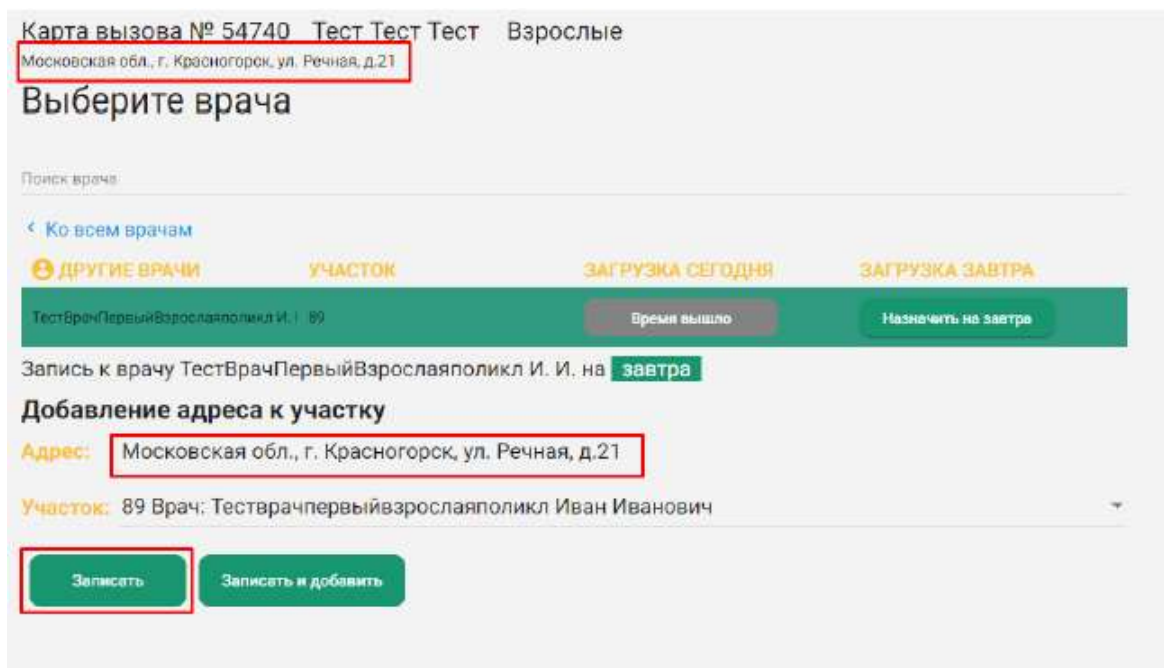 Карта вызова № 54740 Тест Тест Тест Взрослые
Московская обл., г. Красногорск, ул. Речная, д.21
Выберите врача
Поиск врача
Ко всем врачам
ДРУГИЕ ВРАЧИ УЧАСТОК ЗАГРУЗКА СЕГОДНЯ ЗАГРУЗКА ЗАВТРА
ТестВрачПервыйВзрослаяполикл И. 89 Время вышло Назначить на завтра
Запись к врачу ТестВрачПервыйВзрослаяполикл И. И. на завтра
Добавление адреса к участку
Адрес: Московская обл., г. Красногорск, ул. Речная, д.21
Участок: 89 Врач: Тестврачпервыйвзрослаяполикл Иван Иванович
Записать Записать и добавить